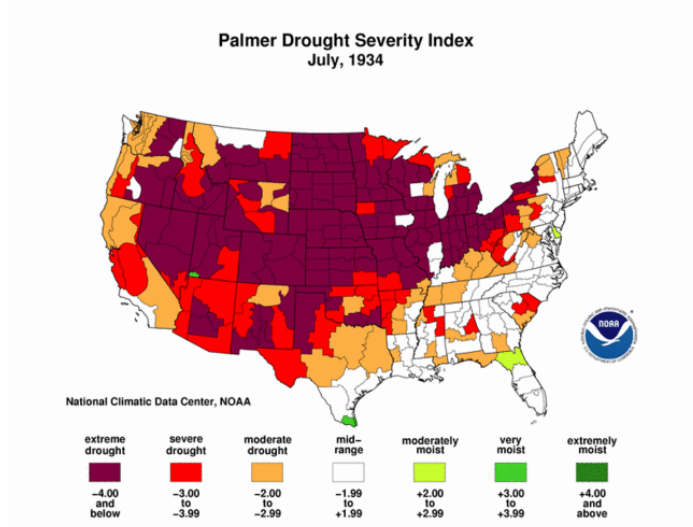 Palmer Drought Severity Index
July, 1934
NOAA
National Climatic Data Center, NOAA
extreme drought
severe drought
moderate drought
mid-range
moderately moist
very moist
extremely moist
-4.00 and below
-3.00 to -3.99
-2.00 to -2.99
-1.99 to +1.99
+2.00 to +2.99
+3.00 to +3.99
+4.00 and above